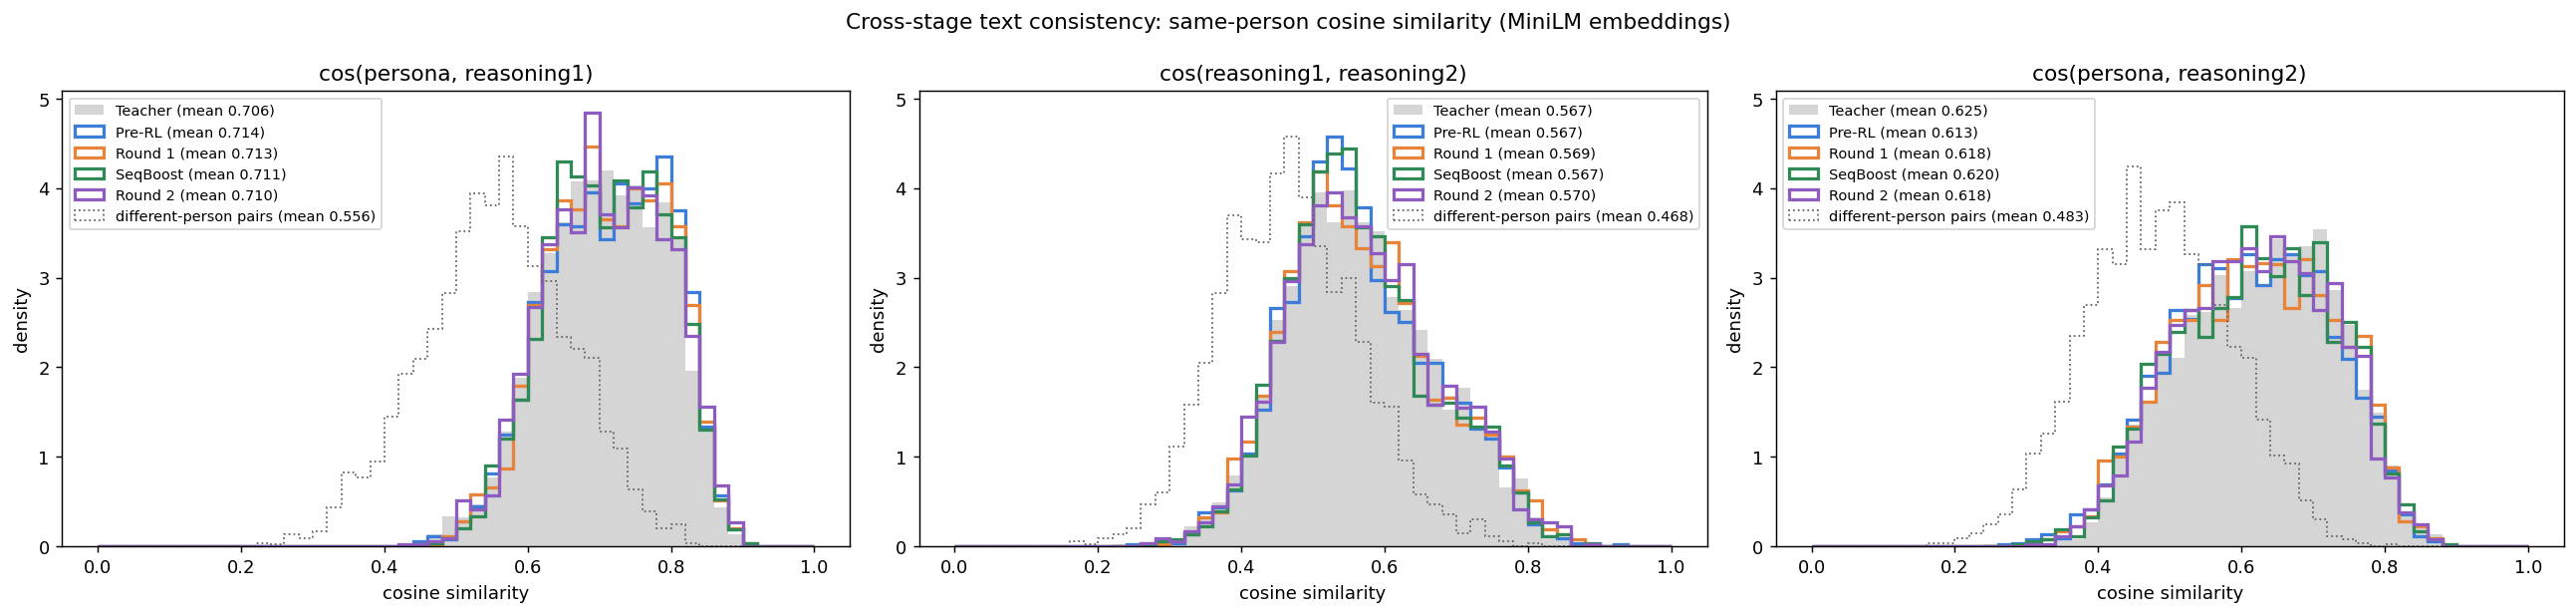 Cross-stage text consistency: same-person cosine similarity (MiniLM embeddings)
cos(persona, reasoning1)
Teacher (mean 0.706)
Pre-RL (mean 0.714)
Round 1 (mean 0.713)
SeqBoost (mean 0.711)
Round 2 (mean 0.710)
different-person pairs (mean 0.556)
5
4
3
2
1
0
density
0.0 0.2 0.4 0.6 0.8 1.0
cosine similarity
cos(reasoning1, reasoning2)
Teacher (mean 0.567)
Pre-RL (mean 0.567)
Round 1 (mean 0.569)
SeqBoost (mean 0.567)
Round 2 (mean 0.570)
different-person pairs (mean 0.468)
5
4
3
2
1
0
density
0.0 0.2 0.4 0.6 0.8 1.0
cosine similarity
cos(persona, reasoning2)
Teacher (mean 0.625)
Pre-RL (mean 0.613)
Round 1 (mean 0.618)
SeqBoost (mean 0.620)
Round 2 (mean 0.618)
different-person pairs (mean 0.483)
5
4
3
2
1
0
density
0.0 0.2 0.4 0.6 0.8 1.0
cosine similarity